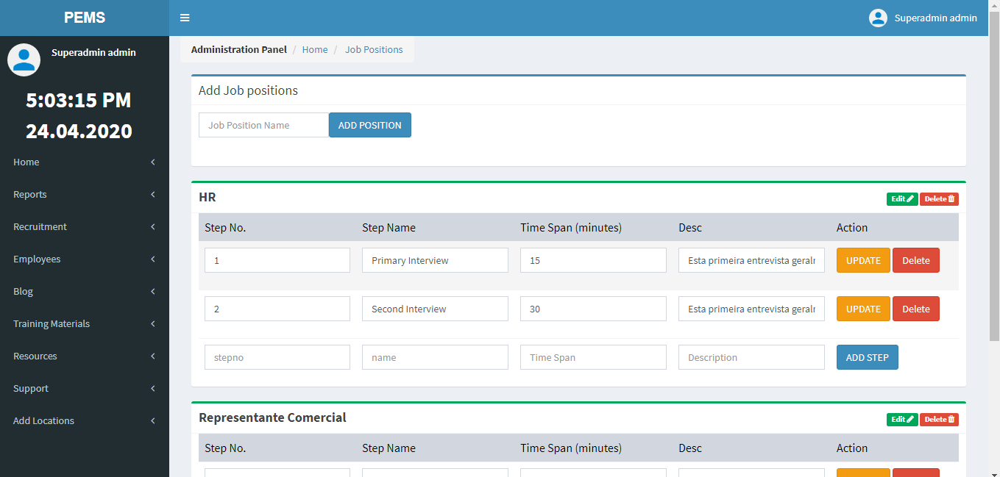 PEMS
Superadmin admin
Superadmin admin
5:03:15 PM
24.04.2020
Home
Reports
Recruitment
Employees
Blog
Training Materials
Resources
Support
Add Locations
Administration Panel / Home / Job Positions
Add Job positions
Job Position Name ADD POSITION
HR Edit Delete
Step No. Step Name Time Span (minutes) Desc Action
1 Primary Interview 15 Esta primeira entrevista geralr UPDATE Delete
2 Second Interview 30 Esta primeira entrevista geralr UPDATE Delete
stepno name Time Span Description ADD STEP
Representante Comercial Edit Delete
Step No. Step Name Time Span (minutes) Desc Action